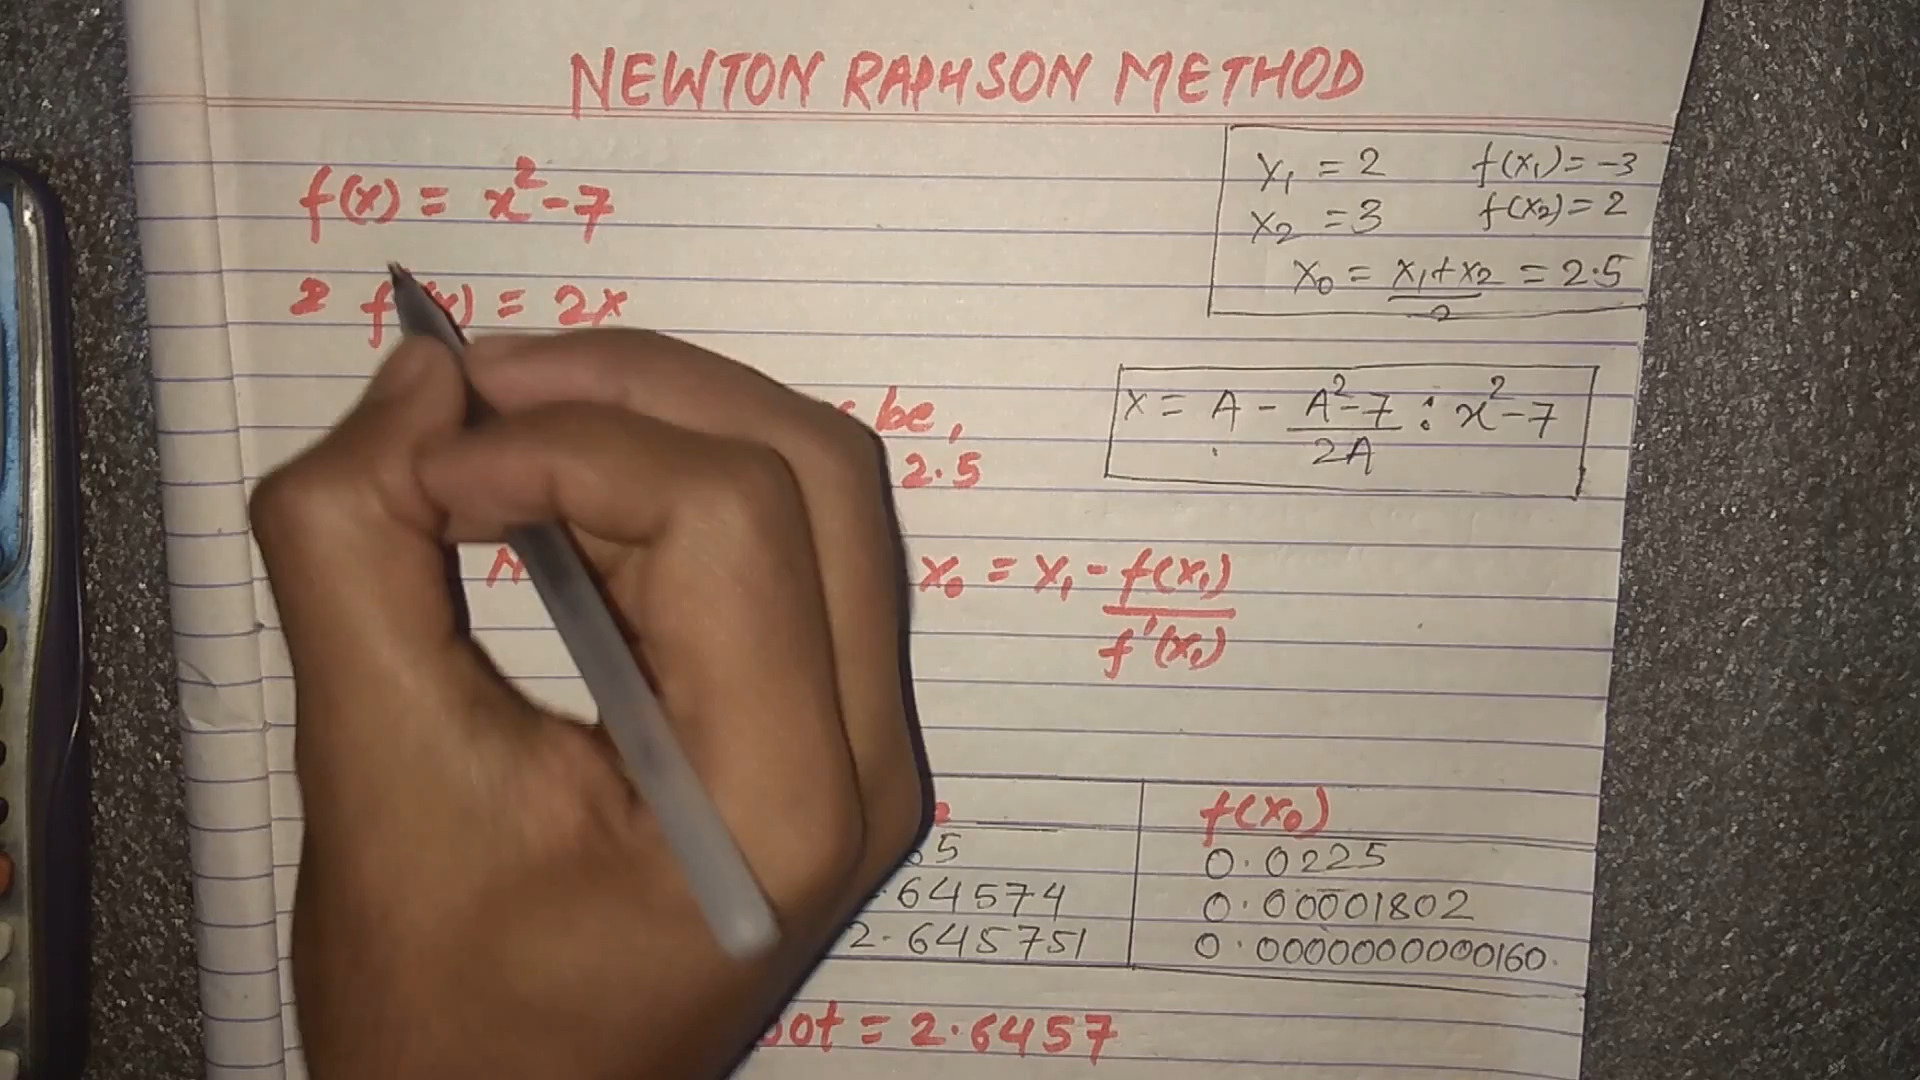 NEWTON RAPHSON METHOD
f(x) = x² - 7
f'(x) = 2x
x₁ = 2 f(x₁) = -3
x₂ = 3 f(x₂) = 2
x₀ = (x₁+x₂)/2 = 2.5
x = A - (A²-7)/2A : x² - 7
be,
2.5
x₀ = x₁ - f(x₁)/f'(x₁)
f(x₀)
65 0.0225
.64574 0.00001802
2.645751 0.0000000000160
oot = 2.6457